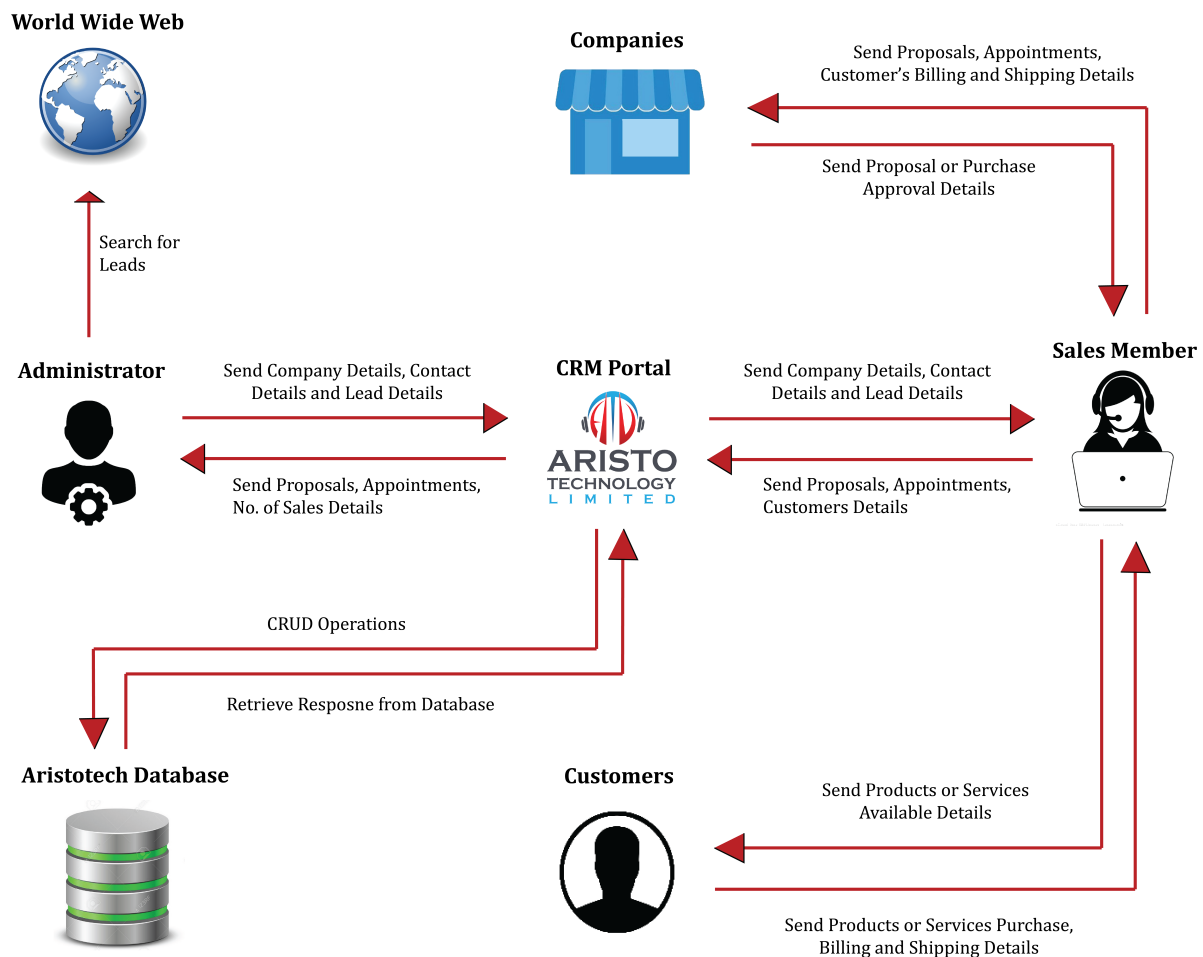 World Wide Web
Companies
Send Proposals, Appointments,
Customer's Billing and Shipping Details
Send Proposal or Purchase
Approval Details
Search for
Leads
Administrator
Send Company Details, Contact
Details and Lead Details
CRM Portal
Send Company Details, Contact
Details and Lead Details
Sales Member
ATL
ARISTO
TECHNOLOGY
LIMITED
Send Proposals, Appointments,
No. of Sales Details
Send Proposals, Appointments,
Customers Details
CRUD Operations
Retrieve Resposne from Database
Aristotech Database
Customers
Send Products or Services
Available Details
Send Products or Services Purchase,
Billing and Shipping Details